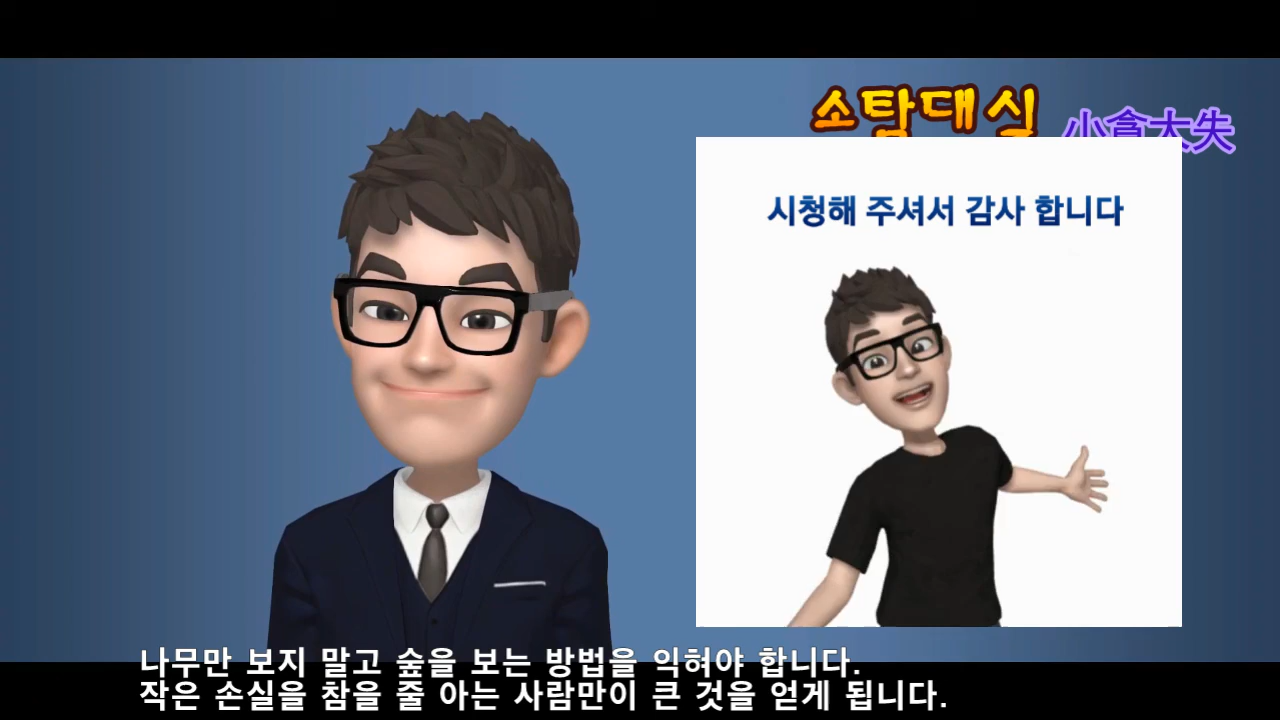 소탐대실 小貪大失
시청해 주셔서 감사 합니다
나무만 보지 말고 숲을 보는 방법을 익혀야 합니다.
작은 손실을 참을 줄 아는 사람만이 큰 것을 얻게 됩니다.